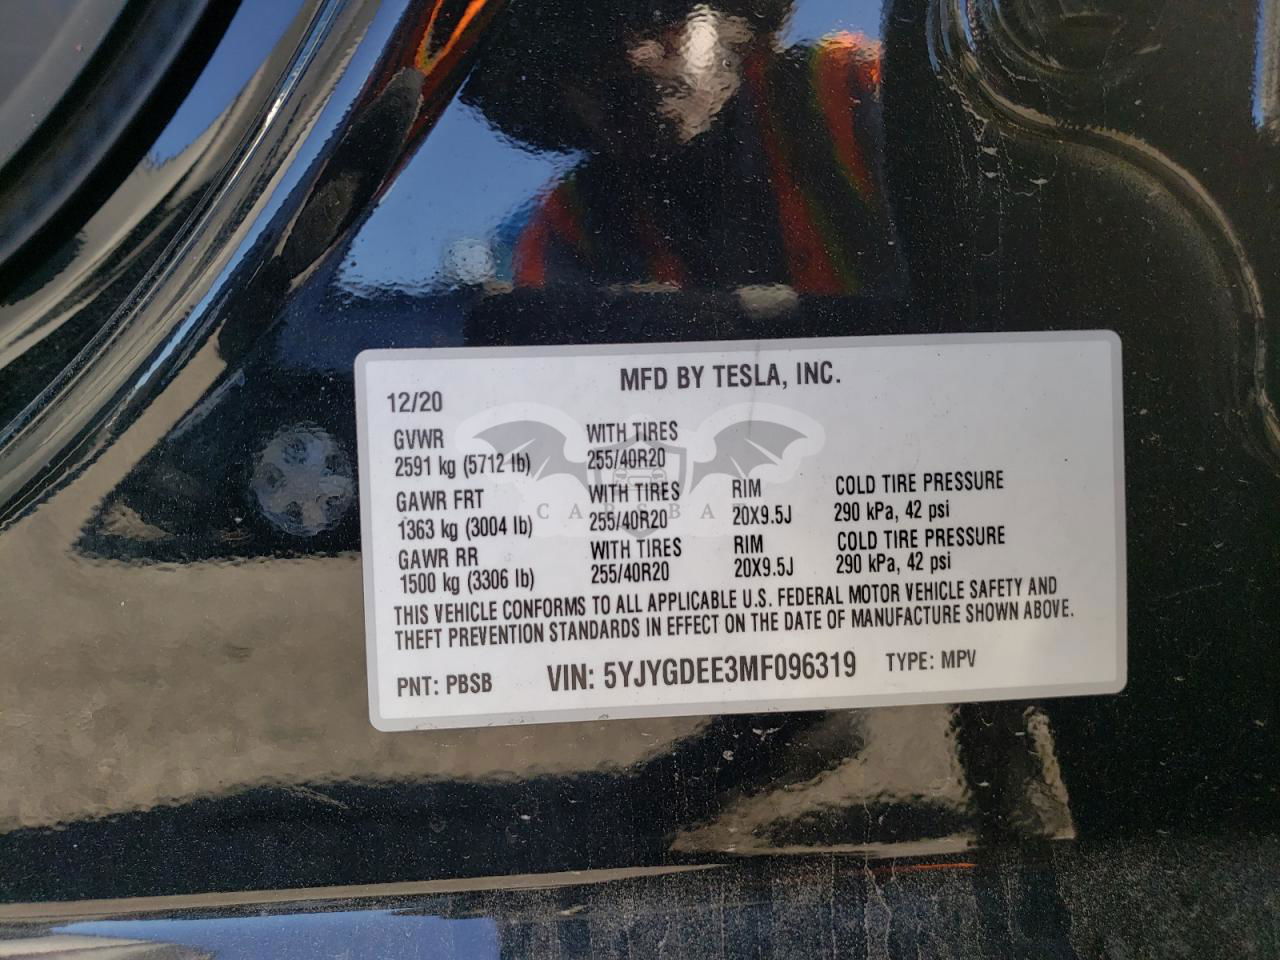 MFD BY TESLA, INC.
12/20
GVWR WITH TIRES
2591 kg (5712 lb) 255/40R20
GAWR FRT WITH TIRES RIM COLD TIRE PRESSURE
1363 kg (3004 lb) 255/40R20 20X9.5J 290 kPa, 42 psi
GAWR RR WITH TIRES RIM COLD TIRE PRESSURE
1500 kg (3306 lb) 255/40R20 20X9.5J 290 kPa, 42 psi
THIS VEHICLE CONFORMS TO ALL APPLICABLE U.S. FEDERAL MOTOR VEHICLE SAFETY AND
THEFT PREVENTION STANDARDS IN EFFECT ON THE DATE OF MANUFACTURE SHOWN ABOVE.
PNT: PBSB VIN: 5YJYGDEE3MF096319 TYPE: MPV